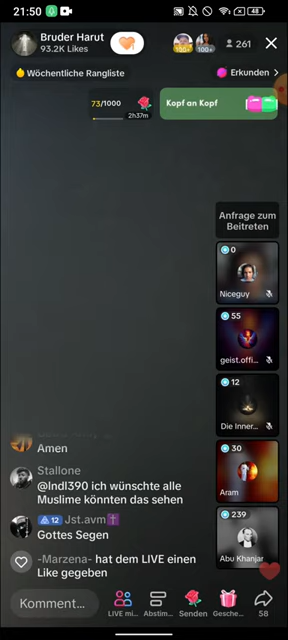 21:50
48
Bruder Harut
93.2K Likes
100+
100+
261
Wöchentliche Rangliste
Erkunden
73/1000
2h37m
Kopf an Kopf
Anfrage zum
Beitreten
0
Niceguy
55
geist.offi...
12
Die Inner...
30
Aram
239
Abu Khanjar
Amen
Stallone
@lndl390 ich wünschte alle
Muslime könnten das sehen
12 Jst.avm
Gottes Segen
-Marzena- hat dem LIVE einen
Like gegeben
Komment...
LIVE mi...
Abstim...
Senden
Gesche...
58